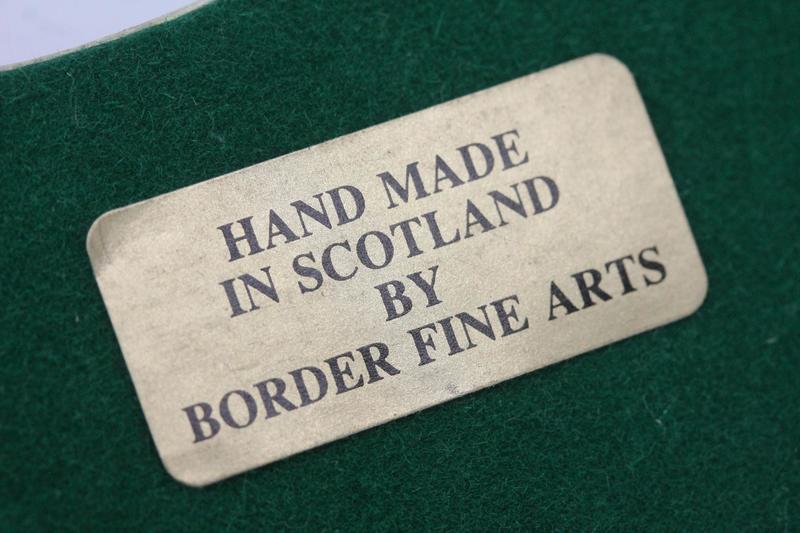 HAND MADE
IN SCOTLAND
BY
BORDER FINE ARTS